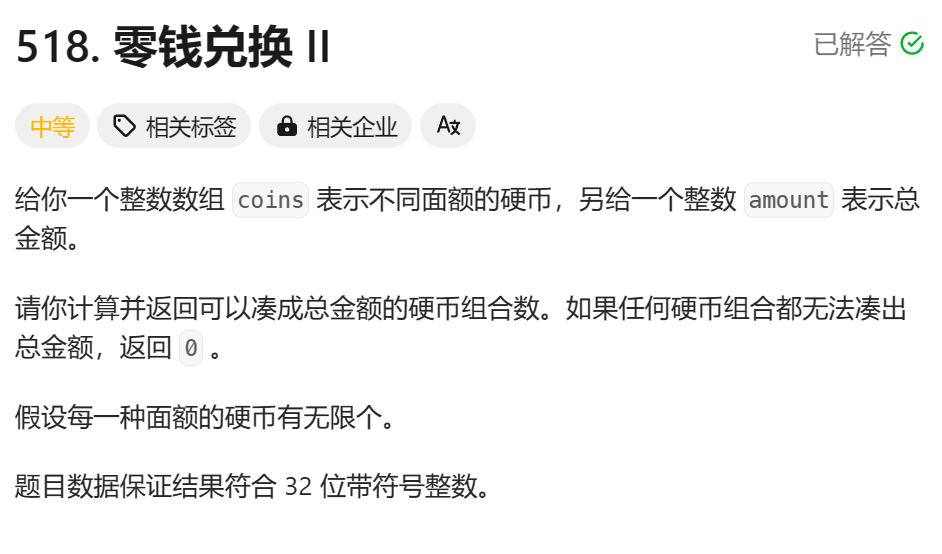 518. 零钱兑换 II
已解答
中等 相关标签 相关企业 A文
给你一个整数数组 coins 表示不同面额的硬币，另给一个整数 amount 表示总
金额。
请你计算并返回可以凑成总金额的硬币组合数。如果任何硬币组合都无法凑出
总金额，返回 0 。
假设每一种面额的硬币有无限个。
题目数据保证结果符合 32 位带符号整数。